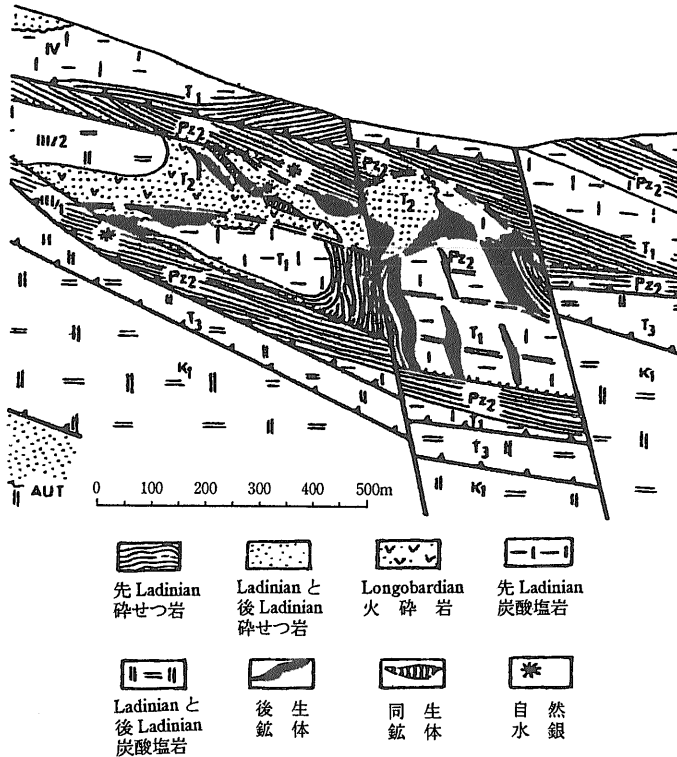 IV
T₁
Pz₂
III/2
T₂
Pz₂
T₂
Pz₂
III/1
T₁
Pz₂
T₁
Pz₂
II
Pz₂
T₁
Pz₂
T₃
T₃
K₁
K₁
Pz₂
T₁
T₃
K₁
AUT
0 100 200 300 400 500m
先 Ladinian
砕せつ岩
Ladinian と
後 Ladinian
砕せつ岩
Longobardian
火 砕 岩
先 Ladinian
炭酸塩岩
Ladinian と
後 Ladinian
炭酸塩岩
後 生
鉱 体
同 生
鉱 体
自 然
水 銀